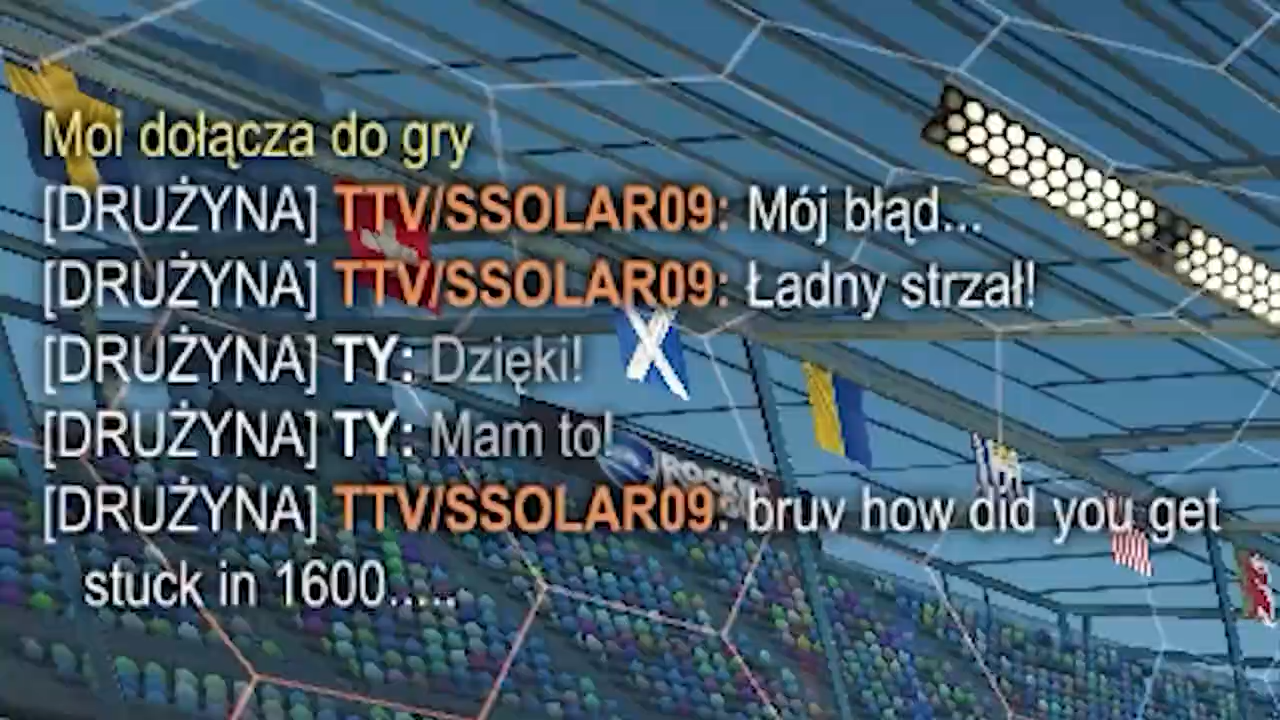 Moi dołącza do gry
[DRUŻYNA] TTV/SSOLAR09: Mój błąd...
[DRUŻYNA] TTV/SSOLAR09: Ładny strzał!
[DRUŻYNA] TY: Dzięki!
[DRUŻYNA] TY: Mam to!
[DRUŻYNA] TTV/SSOLAR09: bruv how did you get
stuck in 1600.....